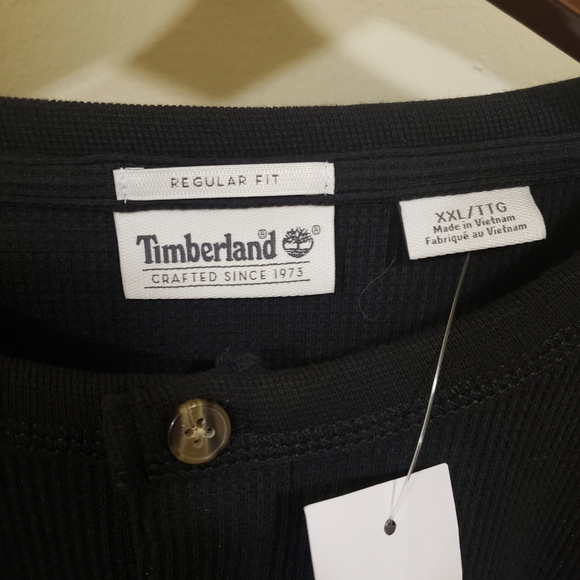 REGULAR FIT
Timberland®
®
CRAFTED SINCE 1973
XXL/TTG
Made in Vietnam
Fabriqué au Vietnam